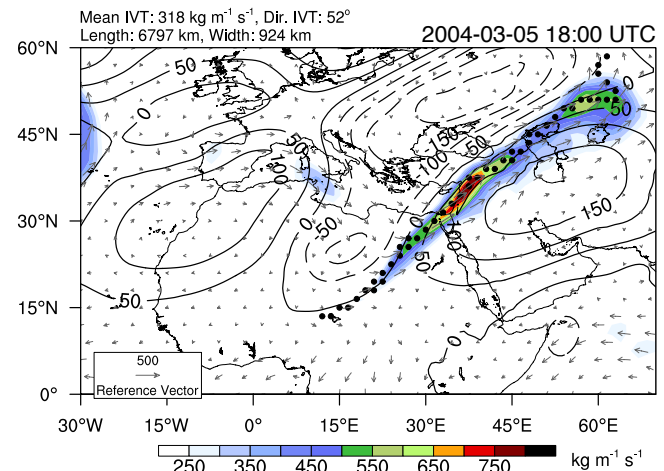 Mean IVT: 318 kg m⁻¹ s⁻¹, Dir. IVT: 52°
Length: 6797 km, Width: 924 km
2004-03-05 18:00 UTC
60°N
45°N
30°N
15°N
0°
50
0
50
100
50
0
-50
-150
-100
-50
0
50
150
100
50
0
0
500
Reference Vector
30°W
15°W
0°
15°E
30°E
45°E
60°E
250
350
450
550
650
750
kg m⁻¹ s⁻¹